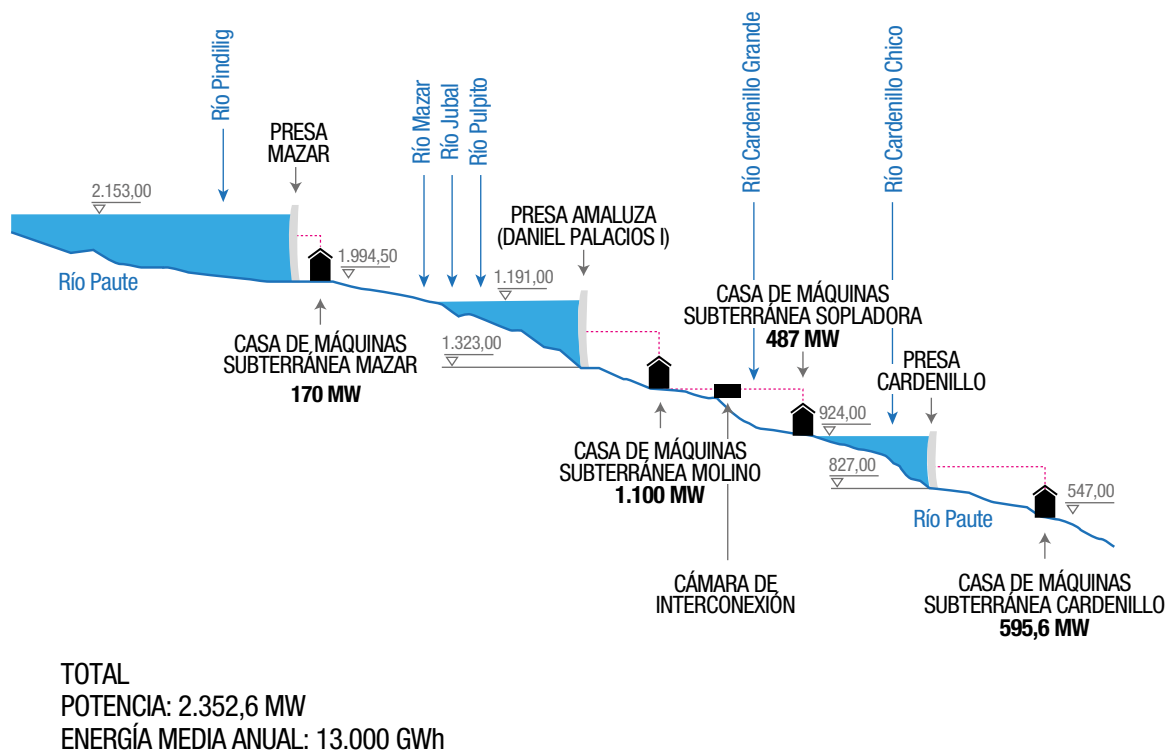 Río Pindilig
PRESA
MAZAR
2.153,00
Río Paute
1.994,50
CASA DE MÁQUINAS
SUBTERRÁNEA MAZAR
170 MW
Río Mazar
Río Jubal
Río Pulpito
PRESA AMALUZA
(DANIEL PALACIOS I)
1.191,00
1.323,00
CASA DE MÁQUINAS
SUBTERRÁNEA MOLINO
1.100 MW
Río Cardenillo Grande
CASA DE MÁQUINAS
SUBTERRÁNEA SOPLADORA
487 MW
Río Cardenillo Chico
PRESA
CARDENILLO
924,00
827,00
Río Paute
547,00
CÁMARA DE
INTERCONEXIÓN
CASA DE MÁQUINAS
SUBTERRÁNEA CARDENILLO
595,6 MW
TOTAL
POTENCIA: 2.352,6 MW
ENERGÍA MEDIA ANUAL: 13.000 GWh